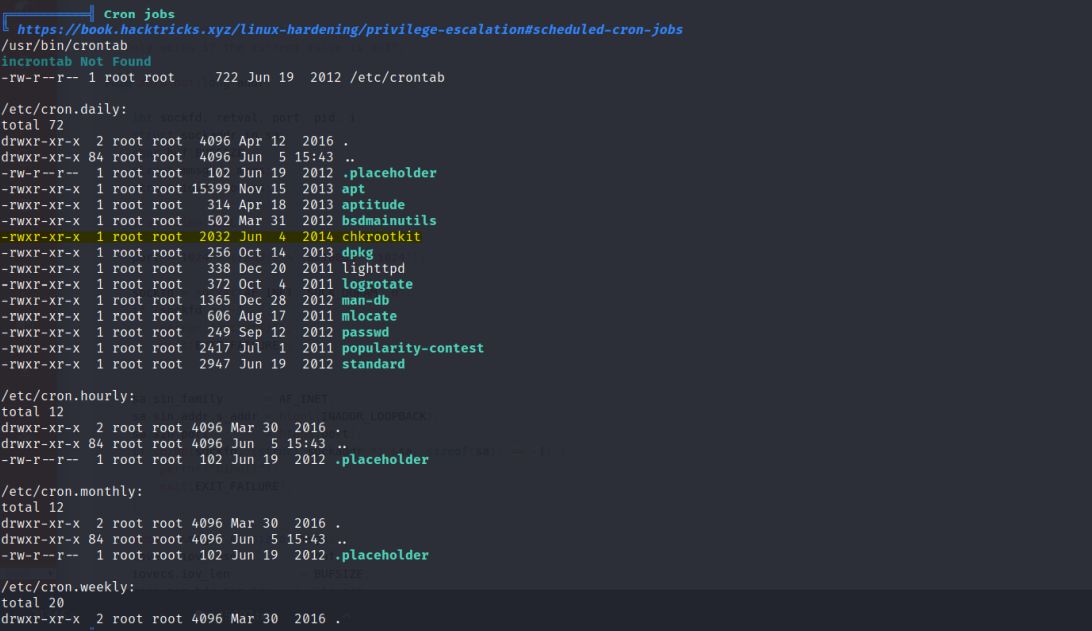 ╔══════════╣ Cron jobs
╚ https://book.hacktricks.xyz/linux-hardening/privilege-escalation#scheduled-cron-jobs
/usr/bin/crontab
incrontab Not Found
-rw-r--r-- 1 root root     722 Jun 19  2012 /etc/crontab

/etc/cron.daily:
total 72
drwxr-xr-x  2 root root  4096 Apr 12  2016 .
drwxr-xr-x 84 root root  4096 Jun  5 15:43 ..
-rw-r--r--  1 root root   102 Jun 19  2012 .placeholder
-rwxr-xr-x  1 root root 15399 Nov 15  2013 apt
-rwxr-xr-x  1 root root   314 Apr 18  2013 aptitude
-rwxr-xr-x  1 root root   502 Mar 31  2012 bsdmainutils
-rwxr-xr-x  1 root root  2032 Jun  4  2014 chkrootkit
-rwxr-xr-x  1 root root   256 Oct 14  2013 dpkg
-rwxr-xr-x  1 root root   338 Dec 20  2011 lighttpd
-rwxr-xr-x  1 root root   372 Oct  4  2011 logrotate
-rwxr-xr-x  1 root root  1365 Dec 28  2012 man-db
-rwxr-xr-x  1 root root   606 Aug 17  2011 mlocate
-rwxr-xr-x  1 root root   249 Sep 12  2012 passwd
-rwxr-xr-x  1 root root  2417 Jul  1  2011 popularity-contest
-rwxr-xr-x  1 root root  2947 Jun 19  2012 standard

/etc/cron.hourly:
total 12
drwxr-xr-x  2 root root 4096 Mar 30  2016 .
drwxr-xr-x 84 root root 4096 Jun  5 15:43 ..
-rw-r--r--  1 root root  102 Jun 19  2012 .placeholder

/etc/cron.monthly:
total 12
drwxr-xr-x  2 root root 4096 Mar 30  2016 .
drwxr-xr-x 84 root root 4096 Jun  5 15:43 ..
-rw-r--r--  1 root root  102 Jun 19  2012 .placeholder

/etc/cron.weekly:
total 20
drwxr-xr-x  2 root root 4096 Mar 30  2016 .